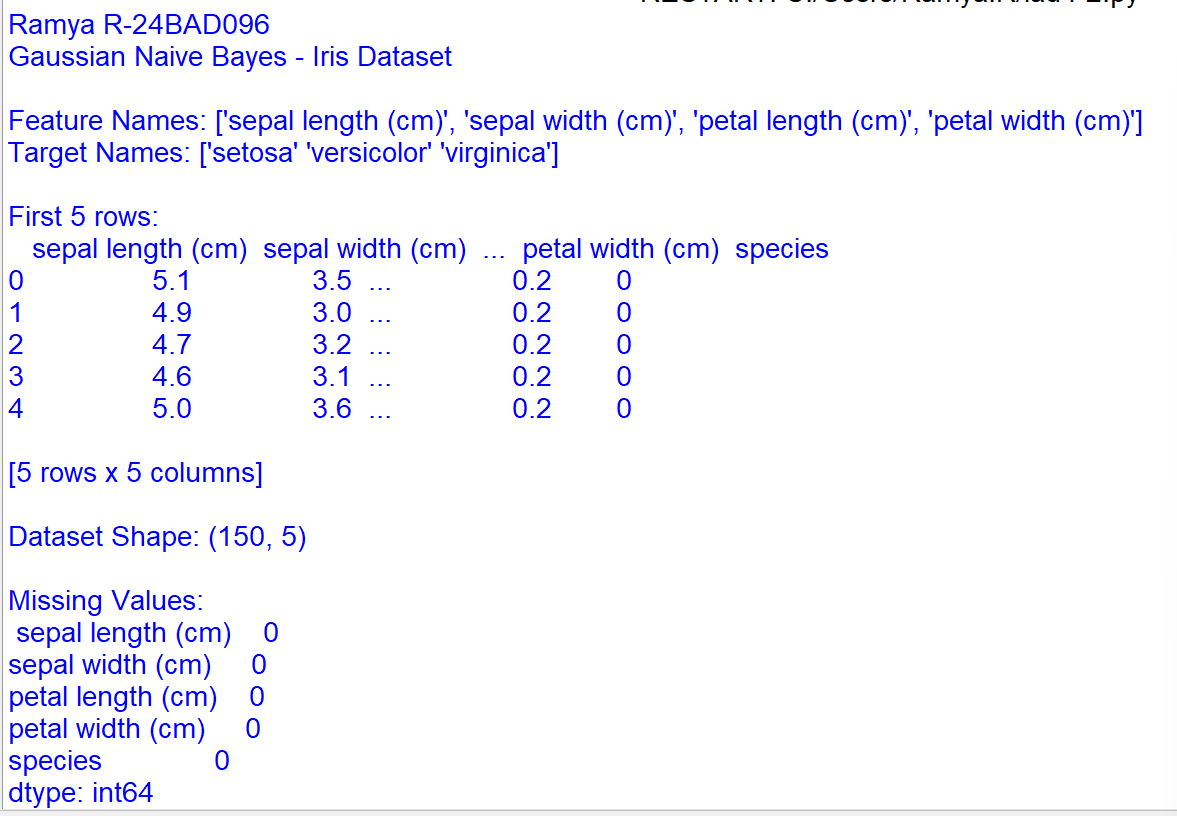 Ramya R-24BAD096
Gaussian Naive Bayes - Iris Dataset
Feature Names: ['sepal length (cm)', 'sepal width (cm)', 'petal length (cm)', 'petal width (cm)']
Target Names: ['setosa' 'versicolor' 'virginica']
First 5 rows:
sepal length (cm)  sepal width (cm)  ...  petal width (cm)  species
0 5.1 3.5 ... 0.2 0
1 4.9 3.0 ... 0.2 0
2 4.7 3.2 ... 0.2 0
3 4.6 3.1 ... 0.2 0
4 5.0 3.6 ... 0.2 0
[5 rows x 5 columns]
Dataset Shape: (150, 5)
Missing Values:
sepal length (cm) 0
sepal width (cm) 0
petal length (cm) 0
petal width (cm) 0
species 0
dtype: int64